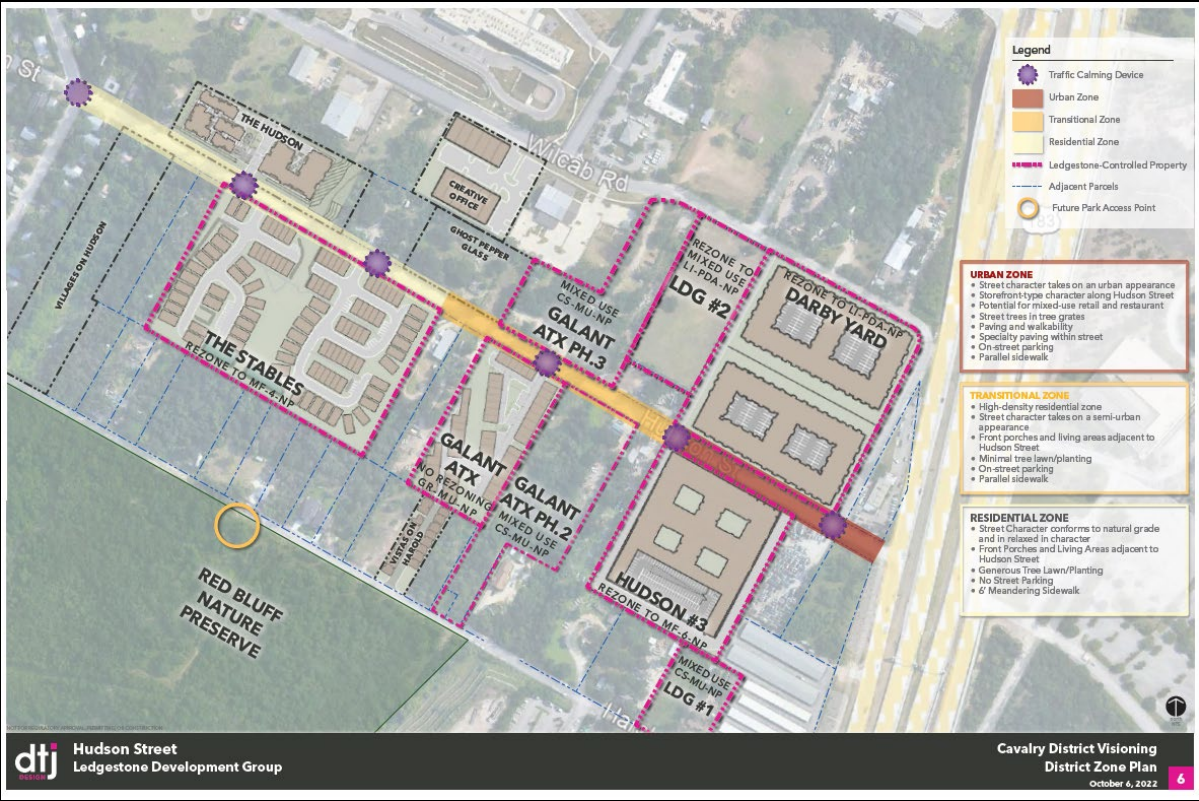 n St
THE HUDSON
Wilcab Rd
CREATIVE
OFFICE
GHOST PEPPER
GLASS
VILLAGES ON HUDSON
THE STABLES
REZONE TO MF-4-NP
MIXED USE
CS-MU-NP
GALANT
ATX PH.3
REZONE TO
MIXED USE
LI-PDA-NP
LDG #2
REZONE TO LI-PDA-NP
DARBY YARD
GALANT
ATX
NO REZONING
GR-MU-NP
GALANT
ATX PH.2
MIXED USE
CS-MU-NP
VISTAS ON
HAROLD
HUDSON #3
REZONE TO MF-6-NP
MIXED USE
CS-MU-NP
LDG #1
RED BLUFF
NATURE
PRESERVE
183
Legend
Traffic Calming Device
Urban Zone
Transitional Zone
Residential Zone
Ledgestone-Controlled Property
Adjacent Parcels
Future Park Access Point
URBAN ZONE
• Street character takes on an urban appearance
• Storefront-type character along Hudson Street
• Potential for mixed-use retail and restaurant
• Street trees in tree grates
• Paving and walkability
• Specialty paving within street
• On-street parking
• Parallel sidewalk
TRANSITIONAL ZONE
• High-density residential zone
• Street character takes on a semi-urban
appearance
• Front porches and living areas adjacent to
Hudson Street
• Minimal tree lawn/planting
• On-street parking
• Parallel sidewalk
RESIDENTIAL ZONE
• Street Character conforms to natural grade
and in relaxed in character
• Front Porches and Living Areas adjacent to
Hudson Street
• Generous Tree Lawn/Planting
• No Street Parking
• 6' Meandering Sidewalk
dtj
DESIGN
Hudson Street
Ledgestone Development Group
Cavalry District Visioning
District Zone Plan
October 6, 2022
6